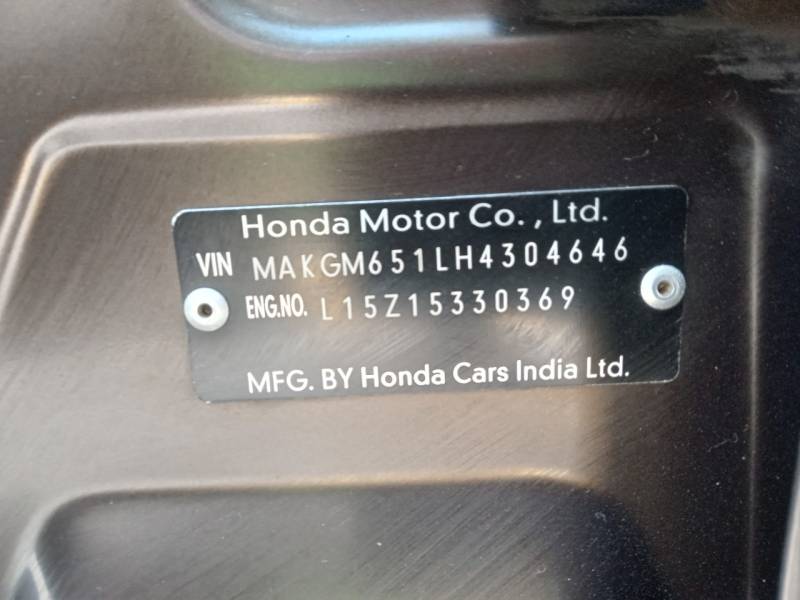 Honda Motor Co., Ltd.
VIN MAKGM651LH4304646
ENG.NO. L15Z15330369
MFG. BY Honda Cars India Ltd.